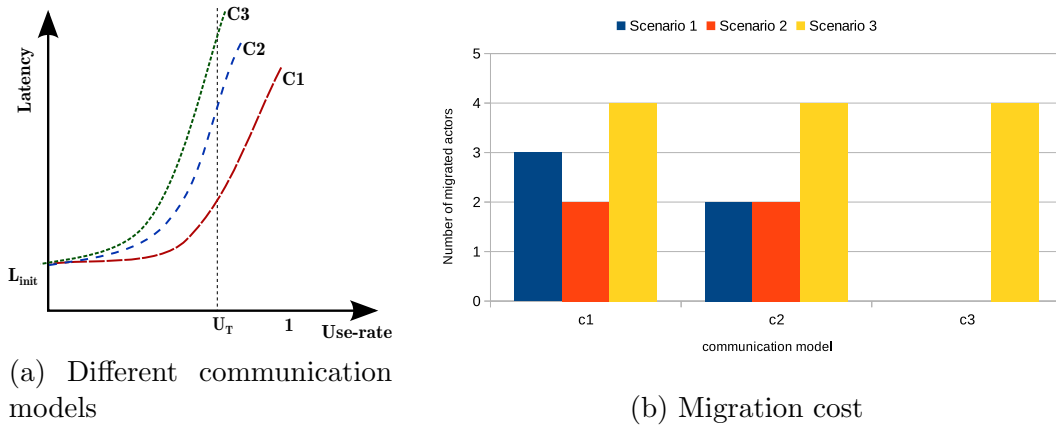 C3
C2
C1
Latency
L_init
U_T
1
Use-rate
(a) Different communication
models
Scenario 1
Scenario 2
Scenario 3
Number of migrated actors
5
4
3
2
1
0
c1
c2
c3
communication model
(b) Migration cost